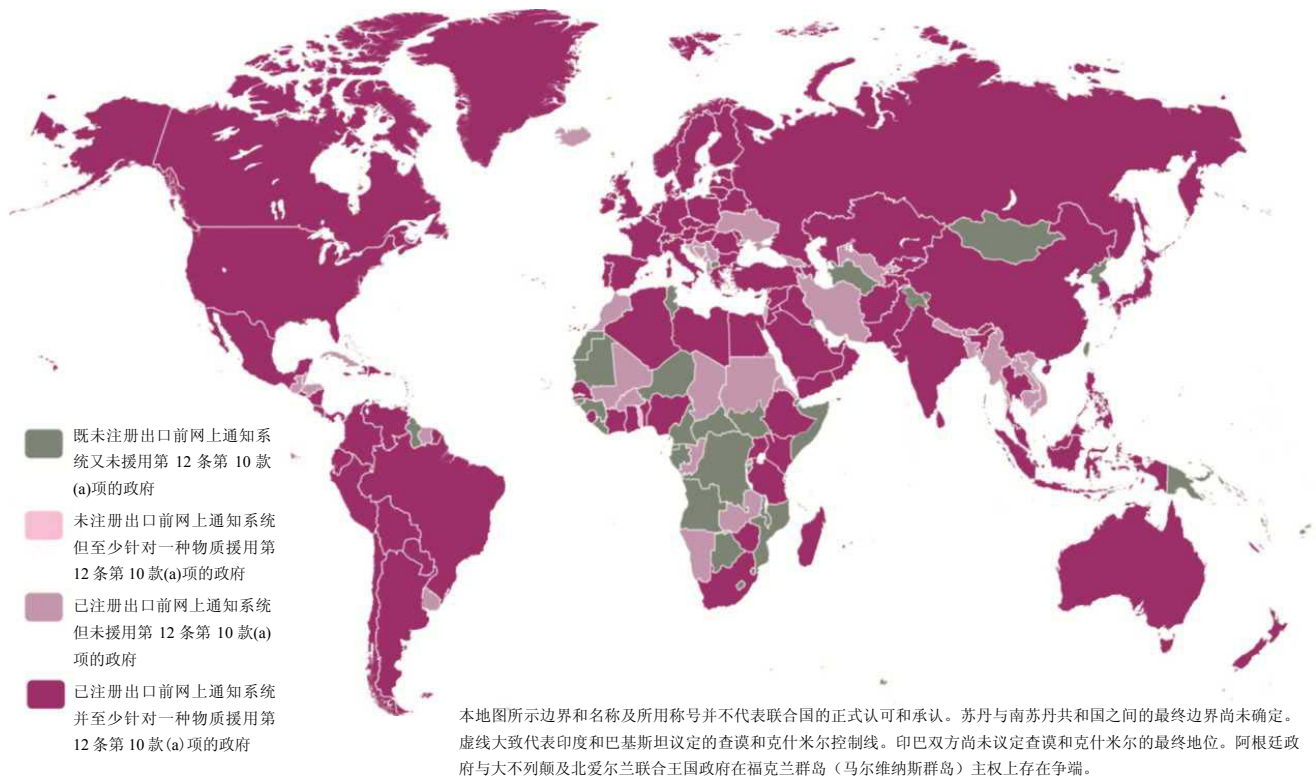 既未注册出口前网上通知系
统又未援用第 12 条第 10 款
(a)项的政府
未注册出口前网上通知系统
但至少针对一种物质援用第
12 条第 10 款(a)项的政府
已注册出口前网上通知系统
但未援用第 12 条第 10 款(a)
项的政府
已注册出口前网上通知系统
并至少针对一种物质援用第
12 条第 10 款(a)项的政府
本地图所示边界和名称及所用称号并不代表联合国的正式认可和承认。苏丹与南苏丹共和国之间的最终边界尚未确定。
虚线大致代表印度和巴基斯坦议定的查谟和克什米尔控制线。印巴双方尚未议定查谟和克什米尔的最终地位。阿根廷政
府与大不列颠及北爱尔兰联合王国政府在福克兰群岛（马尔维纳斯群岛）主权上存在争端。